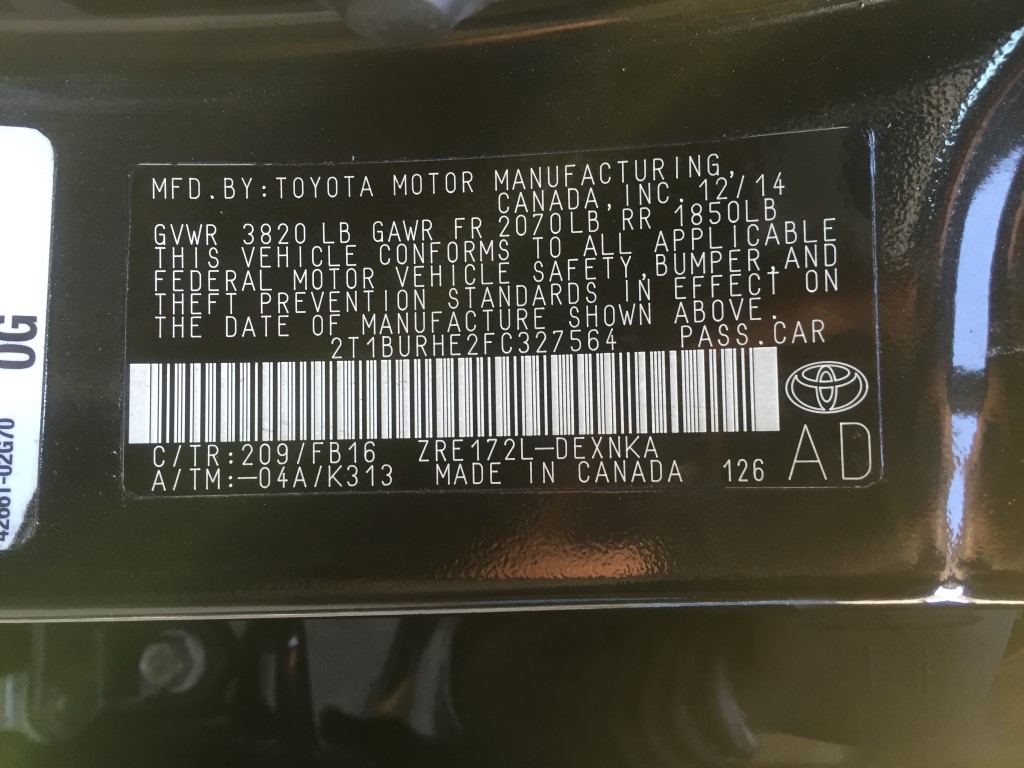 MFD.BY:TOYOTA MOTOR MANUFACTURING,
CANADA, INC. 12/14
GVWR 3820 LB GAWR FR 2070LB RR 1850LB
THIS VEHICLE CONFORMS TO ALL APPLICABLE
FEDERAL MOTOR VEHICLE SAFETY,BUMPER,AND
THEFT PREVENTION STANDARDS IN EFFECT ON
THE DATE OF MANUFACTURE SHOWN ABOVE.
2T1BURHE2FC327564 PASS.CAR
C/TR:209/FB16 ZRE172L-DEXNKA
A/TM:-04A/K313 MADE IN CANADA 126
AD
0G
42661-02G70